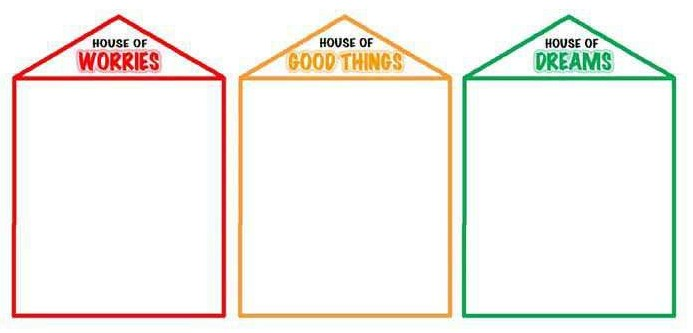 HOUSE OF
WORRIES
HOUSE OF
GOOD THINGS
HOUSE OF
DREAMS